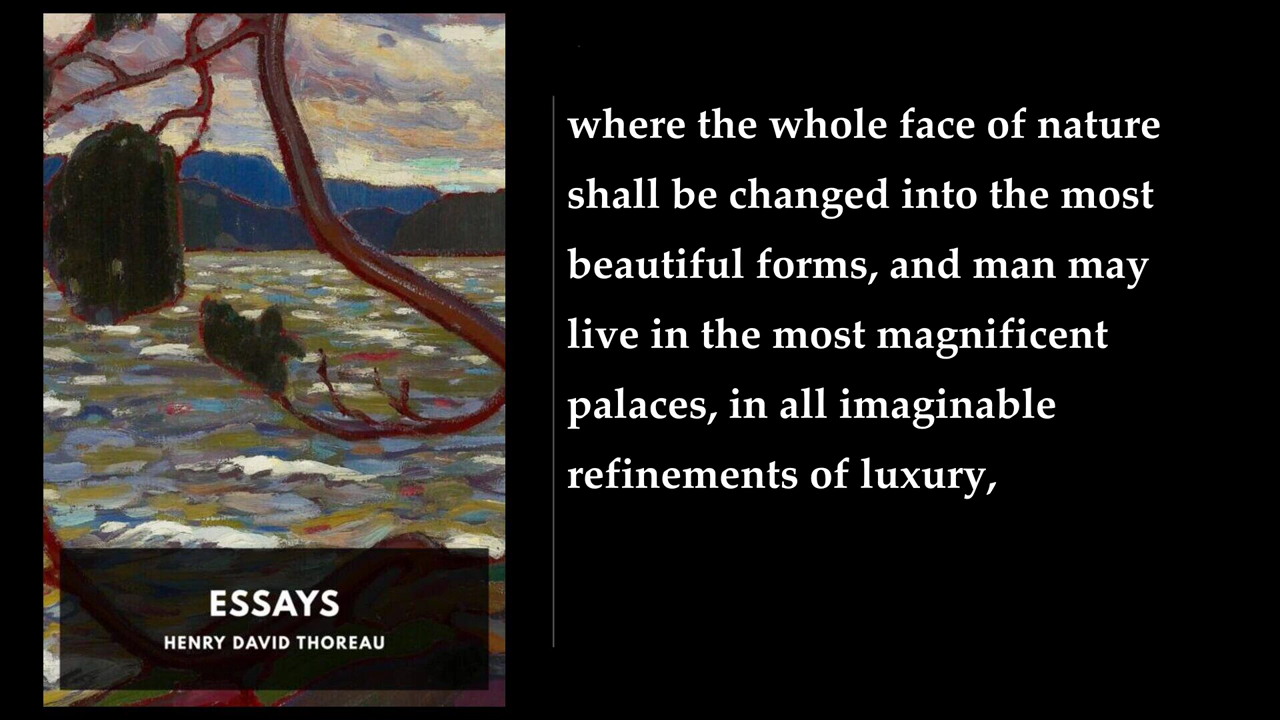 where the whole face of nature
shall be changed into the most
beautiful forms, and man may
live in the most magnificent
palaces, in all imaginable
refinements of luxury,
ESSAYS
HENRY DAVID THOREAU